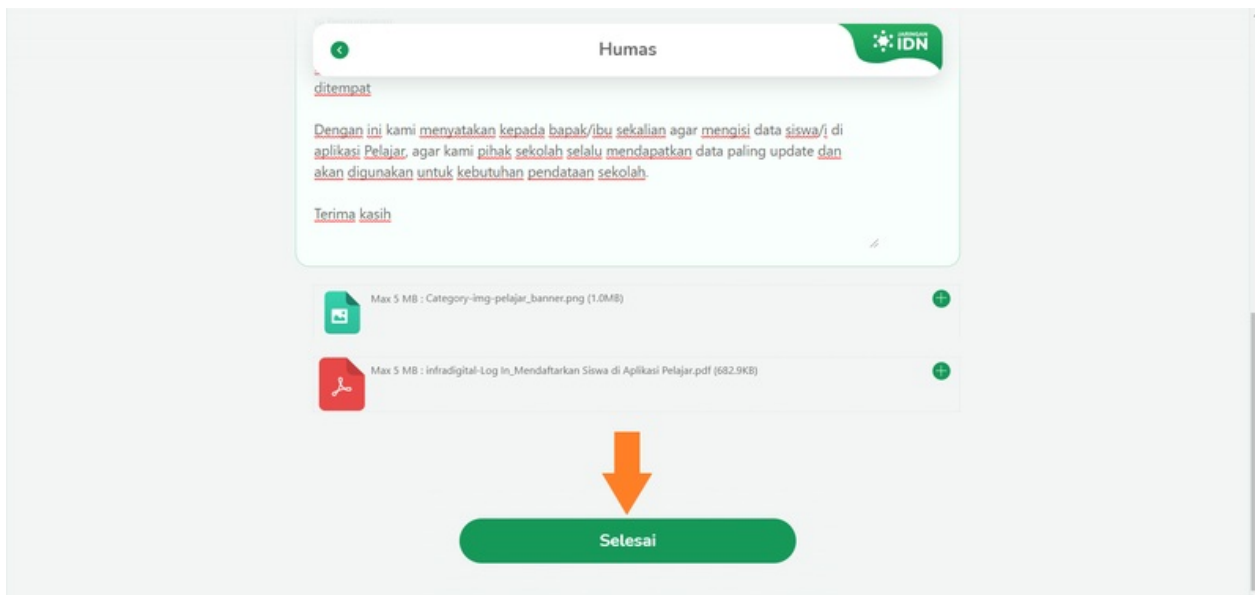 Humas
JARINGAN
IDN
ditempat
Dengan ini kami menyatakan kepada bapak/ibu sekalian agar mengisi data siswa/i di
aplikasi Pelajar, agar kami pihak sekolah selalu mendapatkan data paling update dan
akan digunakan untuk kebutuhan pendataan sekolah.
Terima kasih
Max 5 MB : Category-img-pelajar_banner.png (1.0MB)
Max 5 MB : infradigital-Log In_Mendaftarkan Siswa di Aplikasi Pelajar.pdf (682.9KB)
Selesai